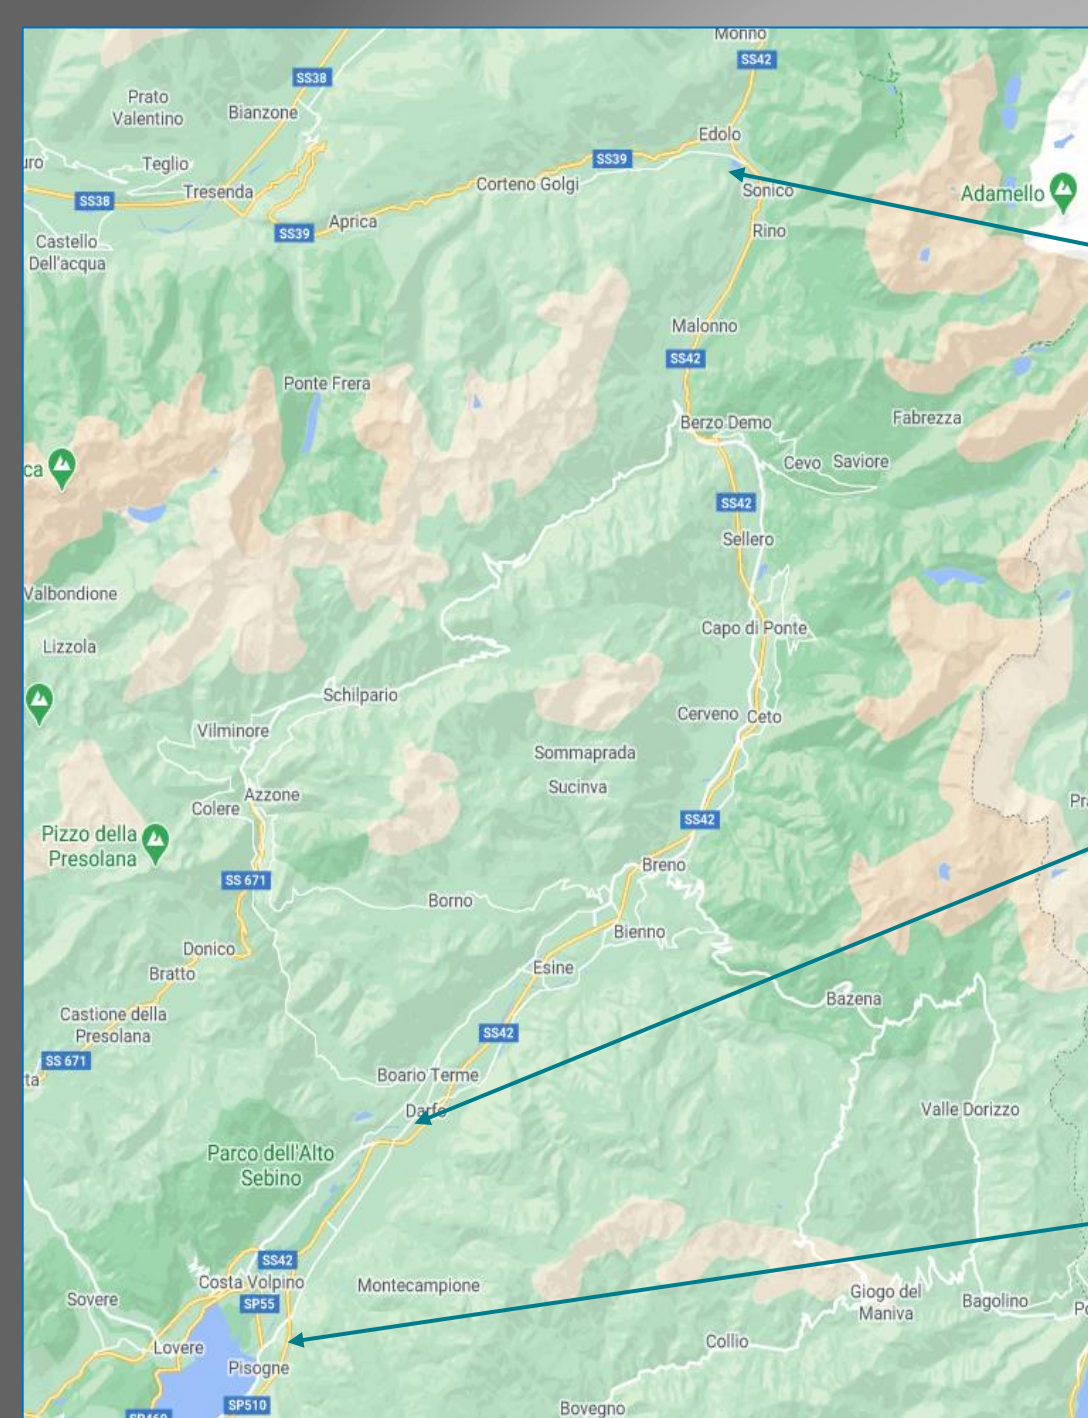 Monno
SS42
SS38
Prato
Valentino
Bianzone
Edolo
SS39
Teglio
Corteno Golgi
Tresenda
SS38
Sonico
Adamello
Aprica
SS39
Rino
Castello
Dell'acqua
Malonno
SS42
Ponte Frera
Berzo Demo
Fabrezza
Cevo
Saviore
SS42
Sellero
Valbondione
Capo di Ponte
Lizzola
Schilpario
Cerveno
Ceto
Vilminore
Sommaprada
Sucinva
Azzone
Colere
SS42
Pizzo della
Presolana
Breno
SS 671
Borno
Bienno
Donico
Bratto
Esine
Bazena
Castione della
Presolana
SS42
SS 671
Boario Terme
Darfo
Valle Dorizzo
Parco dell'Alto
Sebino
SS42
Costa Volpino
Montecampione
SP55
Sovere
Giogo del
Maniva
Bagolino
Collio
Lovere
Pisogne
SP510
Bovegno